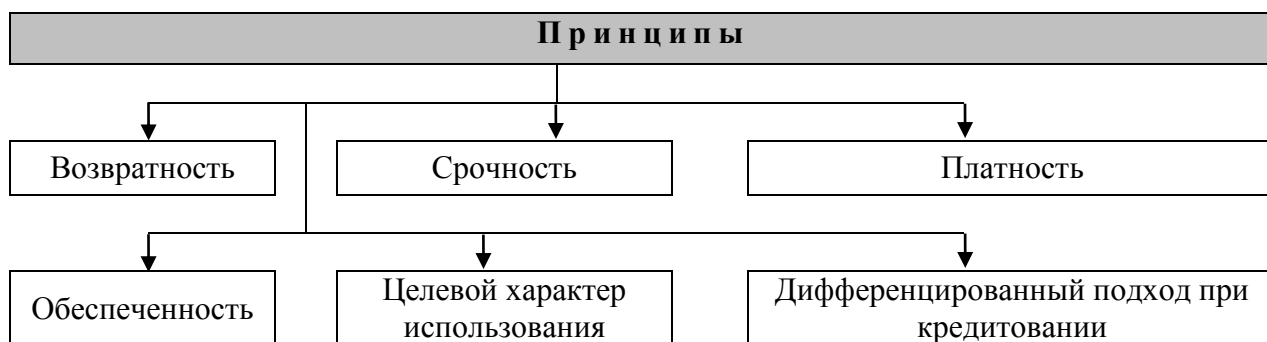 П р и н ц и п ы
Возвратность
Срочность
Платность
Обеспеченность
Целевой характер
использования
Дифференцированный подход при
кредитовании